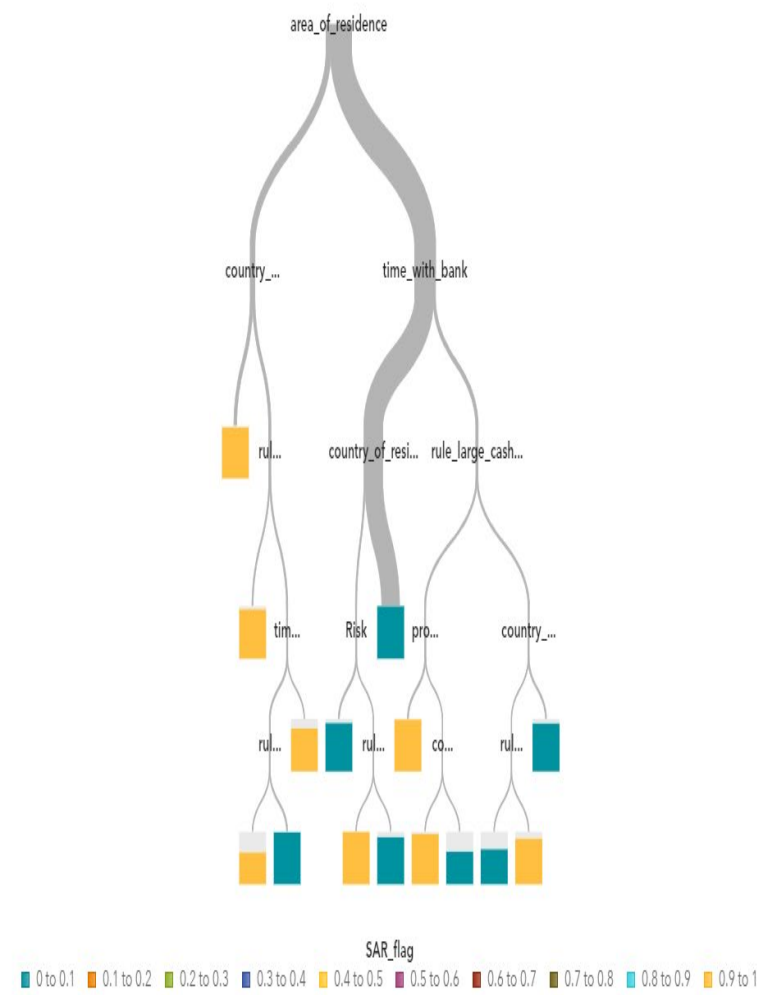 area_of_residence
country_...
time_with_bank
rul...
country_of_resi...
rule_large_cash...
tim...
Risk
pro...
country_...
rul...
rul...
co...
rul...
SAR_flag
0 to 0.1 0.1 to 0.2 0.2 to 0.3 0.3 to 0.4 0.4 to 0.5 0.5 to 0.6 0.6 to 0.7 0.7 to 0.8 0.8 to 0.9 0.9 to 1